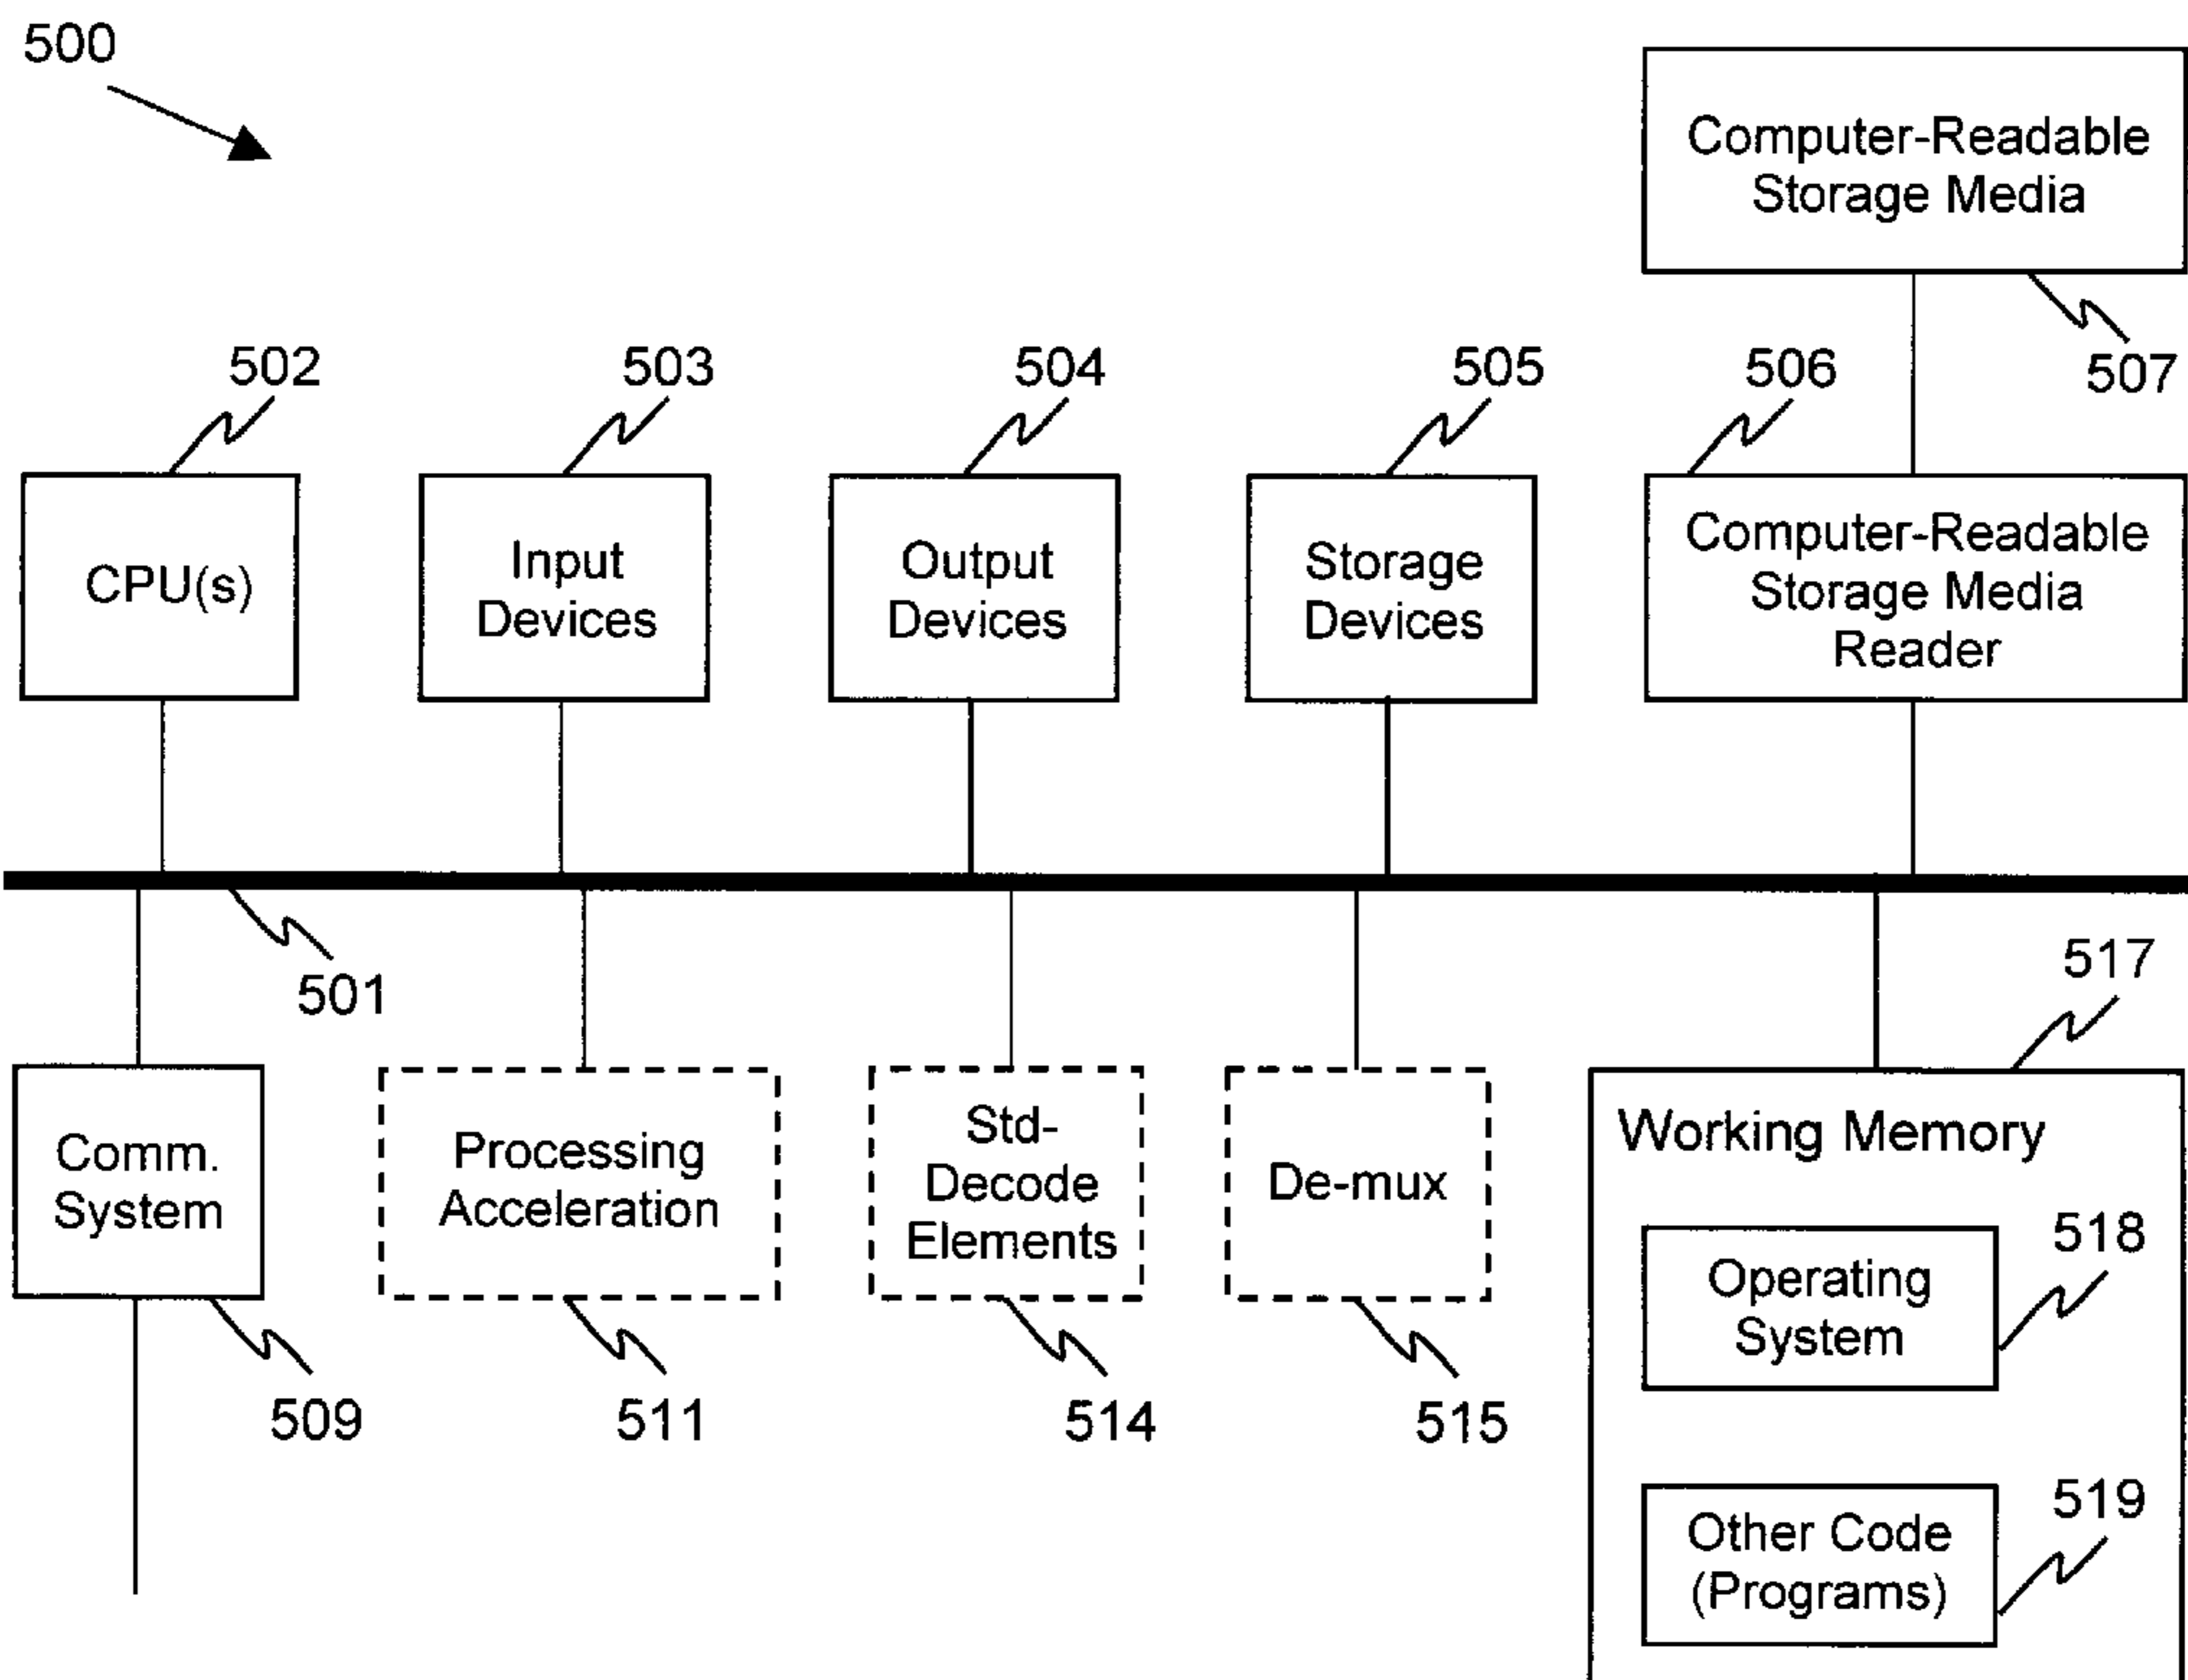 500
Computer-Readable
Storage Media
507
502
503
504
505
506
CPU(s)
Input
Devices
Output
Devices
Storage
Devices
Computer-Readable
Storage Media
Reader
501
517
Comm.
System
Processing
Acceleration
Std-
Decode
Elements
De-mux
Working Memory
518
Operating
System
509
511
514
515
519
Other Code
(Programs)